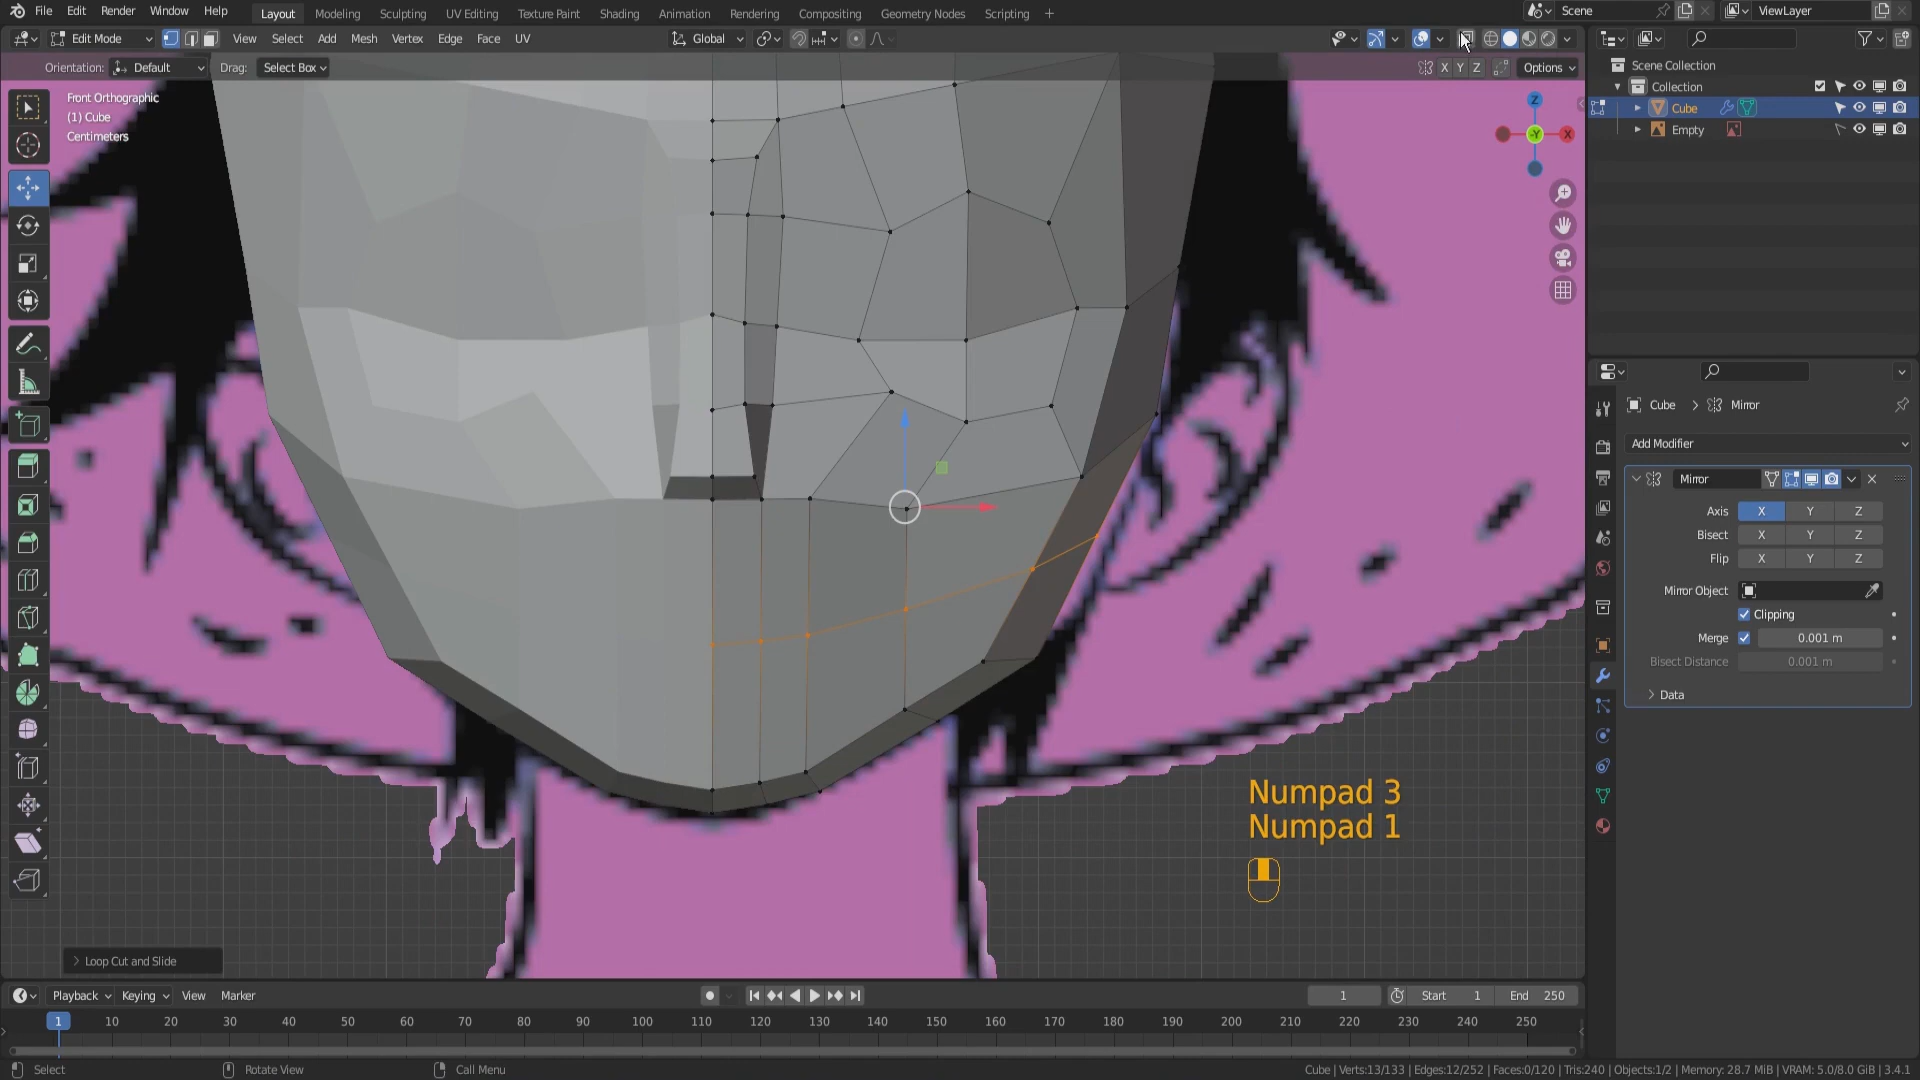 File Edit Render Window Help Layout Modeling Sculpting UV Editing Texture Paint Shading Animation Rendering Compositing Geometry Nodes Scripting + Scene ViewLayer
Edit Mode View Select Add Mesh Vertex Edge Face UV Global
Orientation: Default Drag: Select Box X Y Z Options
Scene Collection
Collection
Cube
Empty
Front Orthographic
(1) Cube
Centimeters
Z
-Y
X
Cube > Mirror
Add Modifier
Mirror
Axis X Y Z
Bisect X Y Z
Flip X Y Z
Mirror Object
Clipping
Merge 0.001 m
Bisect Distance 0.001 m
Data
Numpad 3
Numpad 1
Loop Cut and Slide
Playback Keying View Marker 1 Start 1 End 250
1 10 20 30 40 50 60 70 80 90 100 110 120 130 140 150 160 170 180 190 200 210 220 230 240 250
Select Rotate View Call Menu Cube | Verts:13/133 | Edges:12/252 | Faces:0/120 | Tris:240 | Objects:1/2 | Memory: 28.7 MiB | VRAM: 5.0/8.0 GiB | 3.4.1